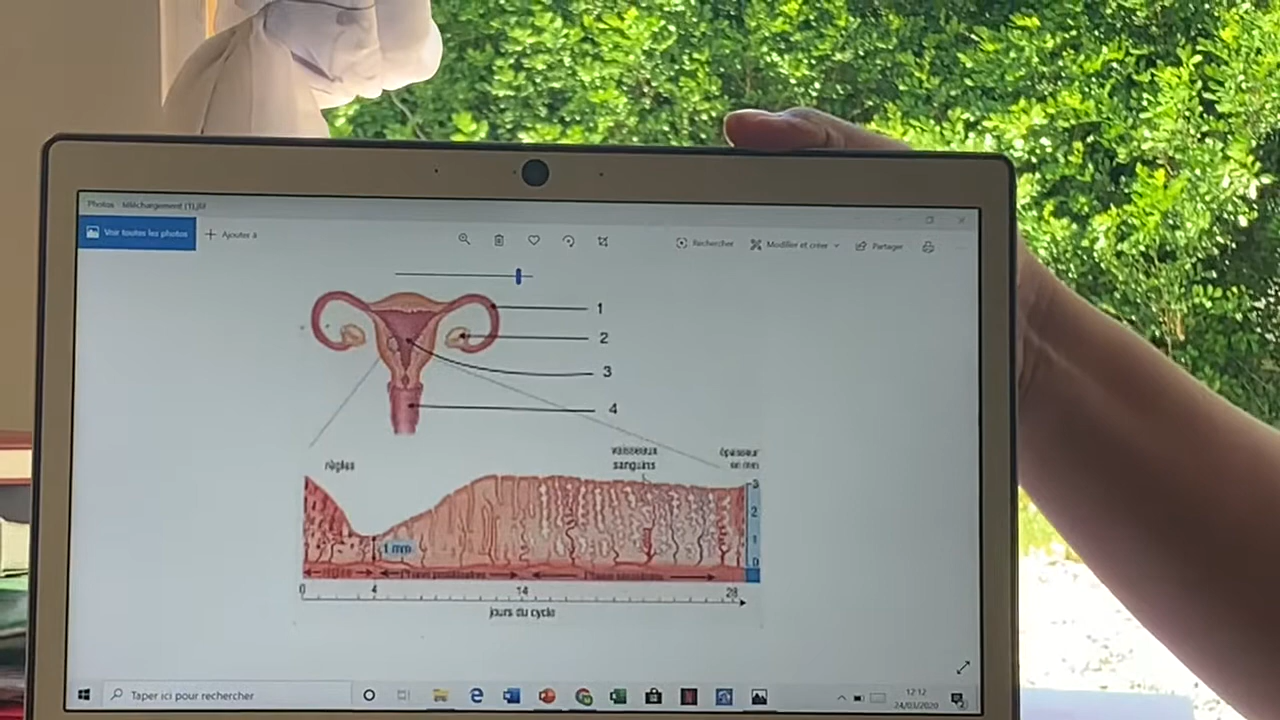 Photos - téléchargement (1).jfif
Voir toutes les photos
+ Ajouter à
Rechercher
Modifier et créer
Partager
1
2
3
4
règles
vaisseaux
sanguins
épaisseur
en mm
3
2
1
0
1 mm
règles
0
4
14
28
jours du cycle
Taper ici pour rechercher
12:12
24/03/2020